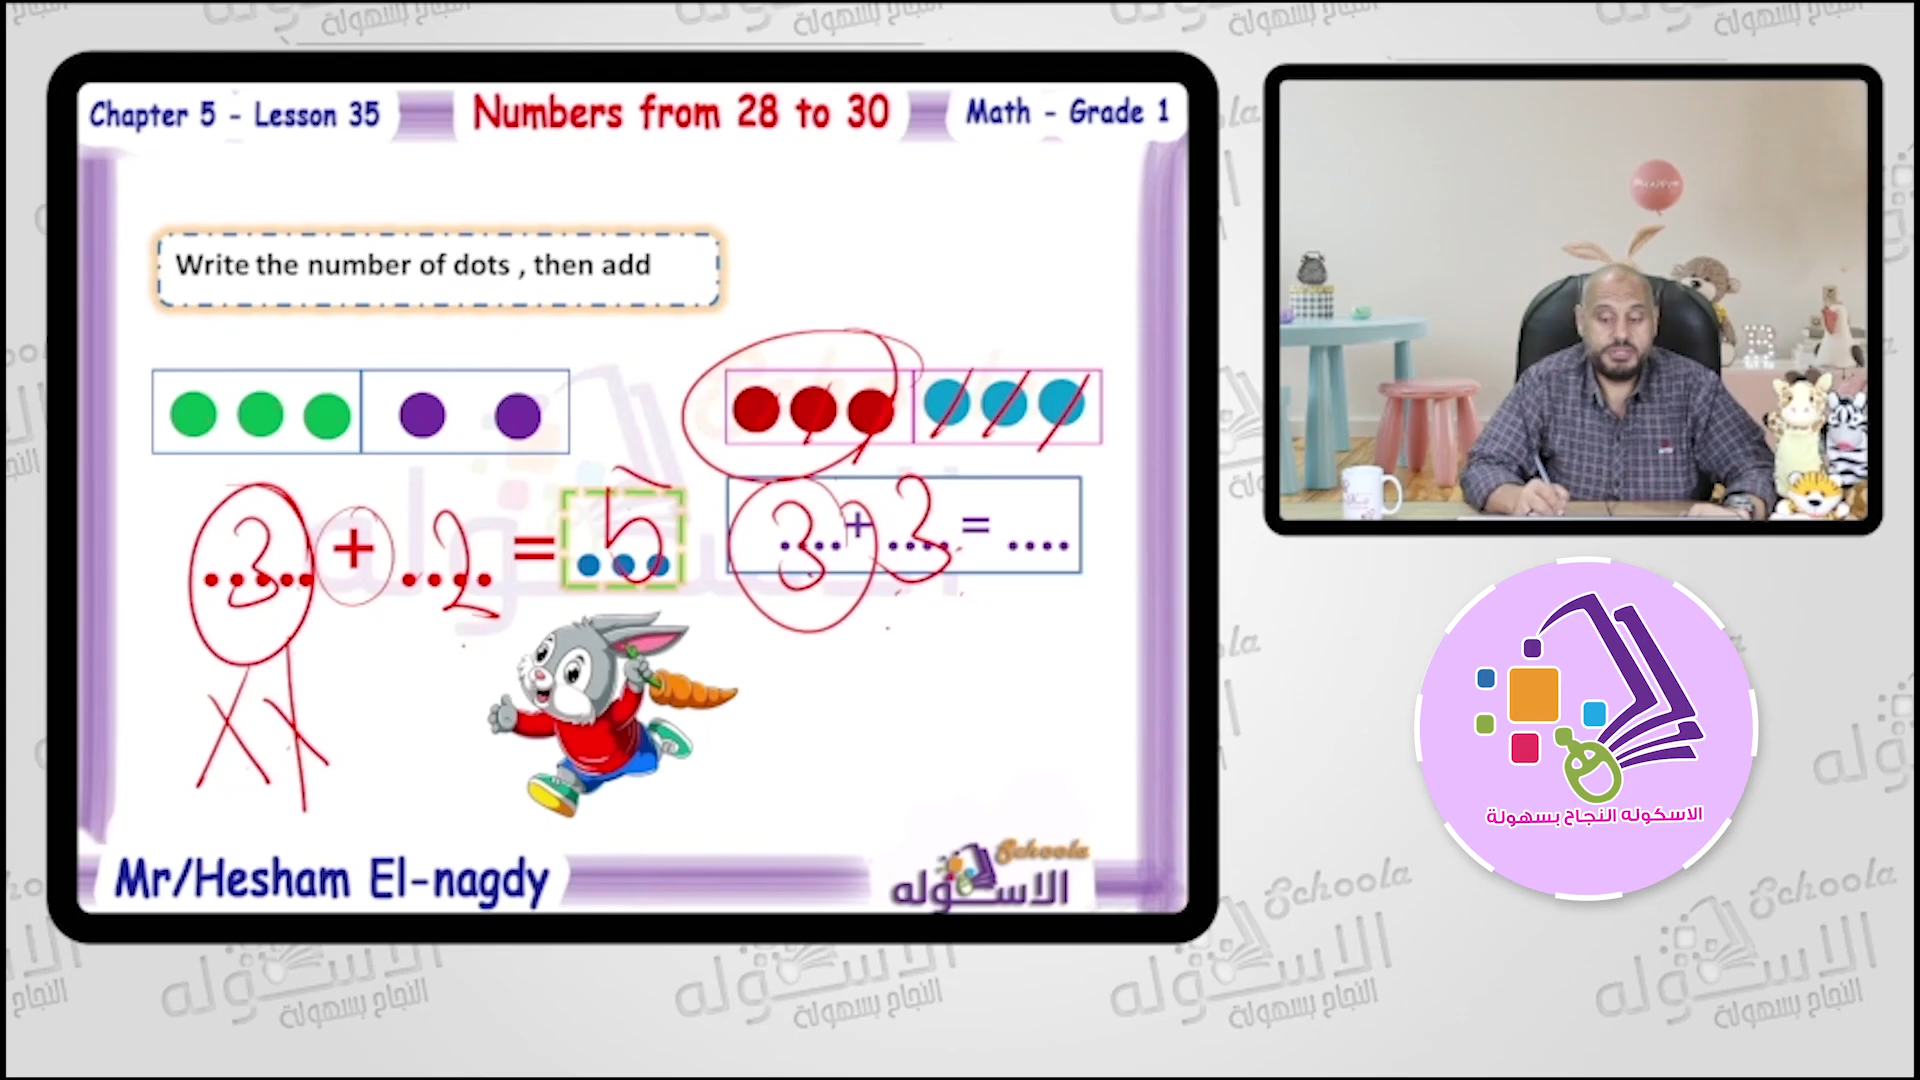 Chapter 5 - Lesson 35
Numbers from 28 to 30
Math - Grade 1
Write the number of dots , then add
3 + 2 = 5
3 + 3 = ....
Mr/Hesham El-nagdy
Schoola
الاسكوله
الاسكوله النجاح بسهولة